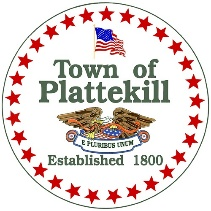 Town of
Plattekill
E PLURIBUS UNUM
Established 1800